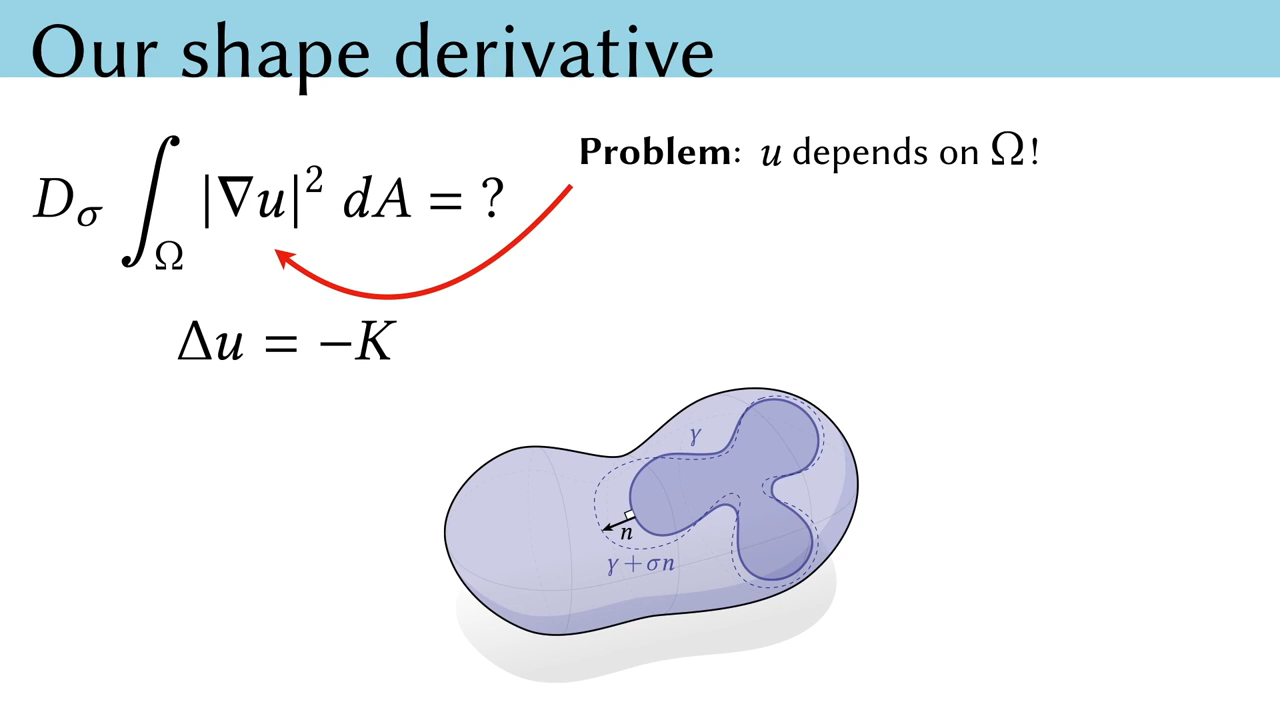 Our shape derivative
Problem: u depends on Ω!
D_σ ∫_Ω |∇u|² dA = ?
Δu = −K
γ
n
γ + σn